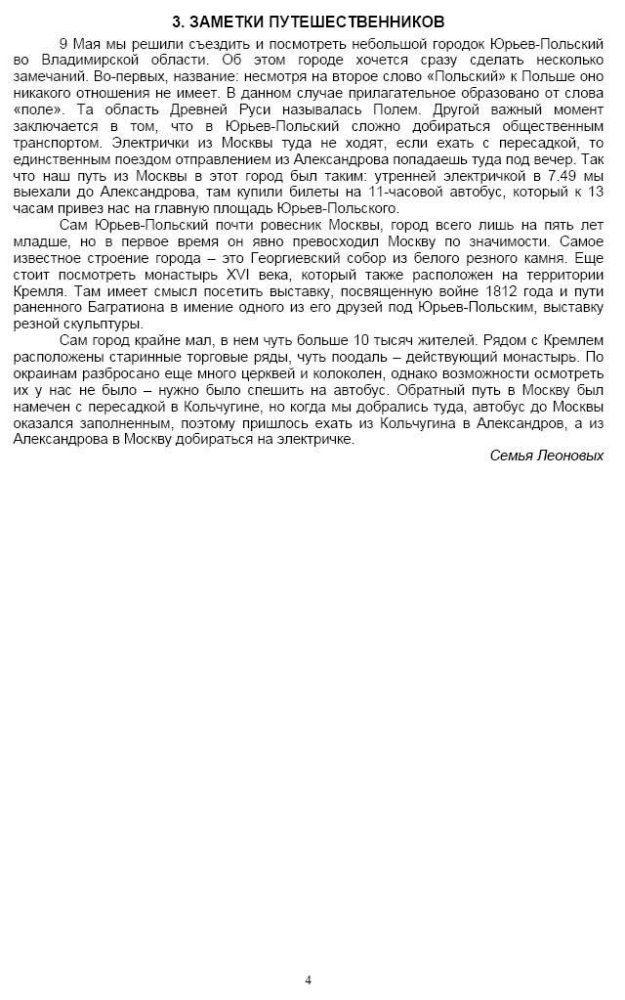 3. ЗАМЕТКИ ПУТЕШЕСТВЕННИКОВ
9 Мая мы решили съездить и посмотреть небольшой городок Юрьев-Польский
во Владимирской области. Об этом городе хочется сразу сделать несколько
замечаний. Во-первых, название: несмотря на второе слово «Польский» к Польше оно
никакого отношения не имеет. В данном случае прилагательное образовано от слова
«поле». Та область Древней Руси называлась Полем. Другой важный момент
заключается в том, что в Юрьев-Польский сложно добираться общественным
транспортом. Электрички из Москвы туда не ходят, если ехать с пересадкой, то
единственным поездом отправлением из Александрова попадаешь туда под вечер. Так
что наш путь из Москвы в этот город был таким: утренней электричкой в 7.49 мы
выехали до Александрова, там купили билеты на 11-часовой автобус, который к 13
часам привез нас на главную площадь Юрьев-Польского.
Сам Юрьев-Польский почти ровесник Москвы, город всего лишь на пять лет
младше, но в первое время он явно превосходил Москву по значимости. Самое
известное строение города – это Георгиевский собор из белого резного камня. Еще
стоит посмотреть монастырь XVI века, который также расположен на территории
Кремля. Там имеет смысл посетить выставку, посвященную войне 1812 года и пути
раненного Багратиона в имение одного из его друзей под Юрьев-Польским, выставку
резной скульптуры.
Сам город крайне мал, в нем чуть больше 10 тысяч жителей. Рядом с Кремлем
расположены старинные торговые ряды, чуть поодаль – действующий монастырь. По
окраинам разбросано еще много церквей и колоколен, однако возможности осмотреть
их у нас не было – нужно было спешить на автобус. Обратный путь в Москву был
намечен с пересадкой в Кольчугине, но когда мы добрались туда, автобус до Москвы
оказался заполненным, поэтому пришлось ехать из Кольчугина в Александров, а из
Александрова в Москву добираться на электричке.
Семья Леоновых
4